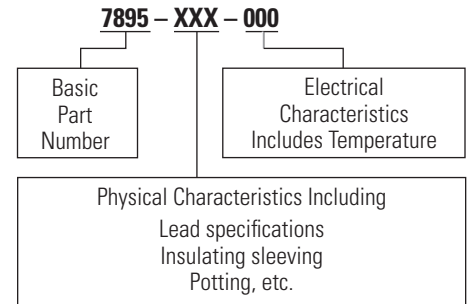 7895 – XXX – 000
Basic
Part
Number
Electrical
Characteristics
Includes Temperature
Physical Characteristics Including
Lead specifications
Insulating sleeving
Potting, etc.